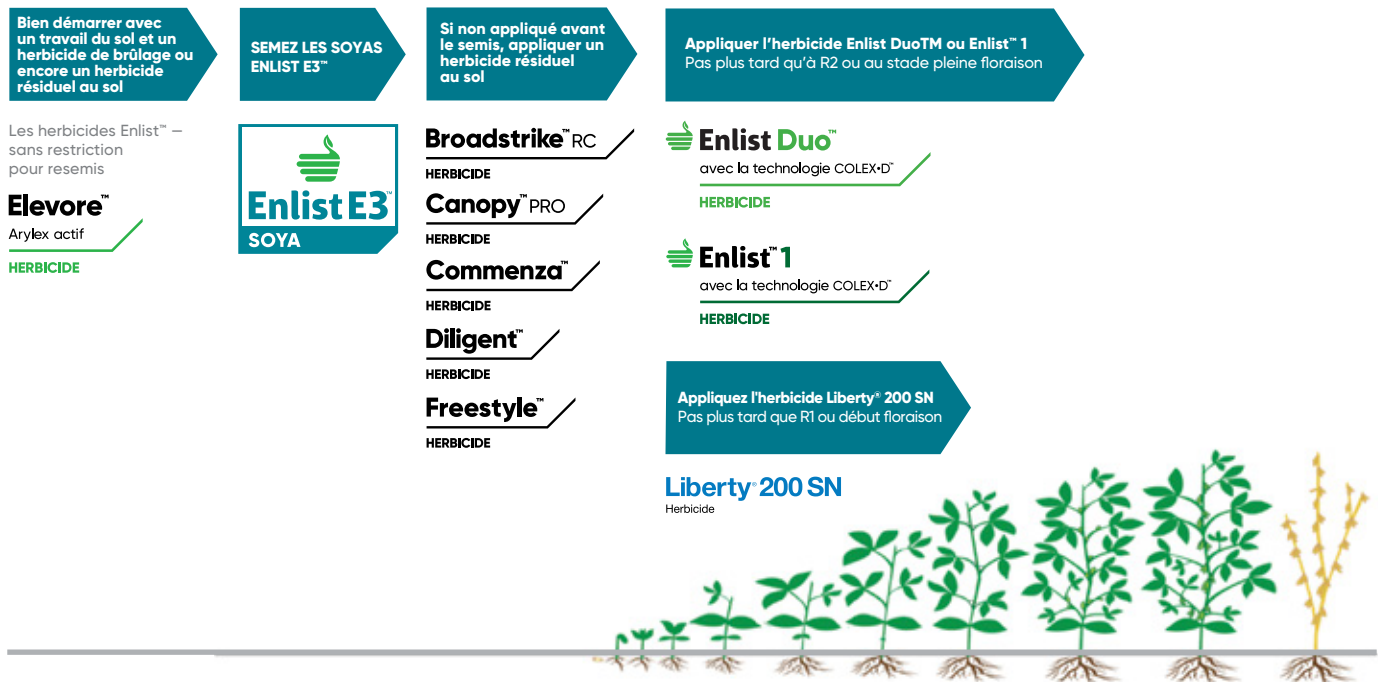 Bien démarrer avec
un travail du sol et un
herbicide de brûlage ou
encore un herbicide
résiduel au sol
Les herbicides Enlist™ –
sans restriction
pour resemis
Elevore™
Arylex actif
HERBICIDE
SEMEZ LES SOYAS
ENLIST E3™
Enlist E3™
SOYA
Si non appliqué avant
le semis, appliquer un
herbicide résiduel
au sol
Broadstrike™ RC
HERBICIDE
Canopy™ PRO
HERBICIDE
Commenza™
HERBICIDE
Diligent™
HERBICIDE
Freestyle™
HERBICIDE
Appliquer l’herbicide Enlist DuoTM ou Enlist™ 1
Pas plus tard qu’à R2 ou au stade pleine floraison
Enlist Duo™
avec la technologie COLEX•D™
HERBICIDE
Enlist™ 1
avec la technologie COLEX•D™
HERBICIDE
Appliquez l'herbicide Liberty® 200 SN
Pas plus tard que R1 ou début floraison
Liberty® 200 SN
Herbicide